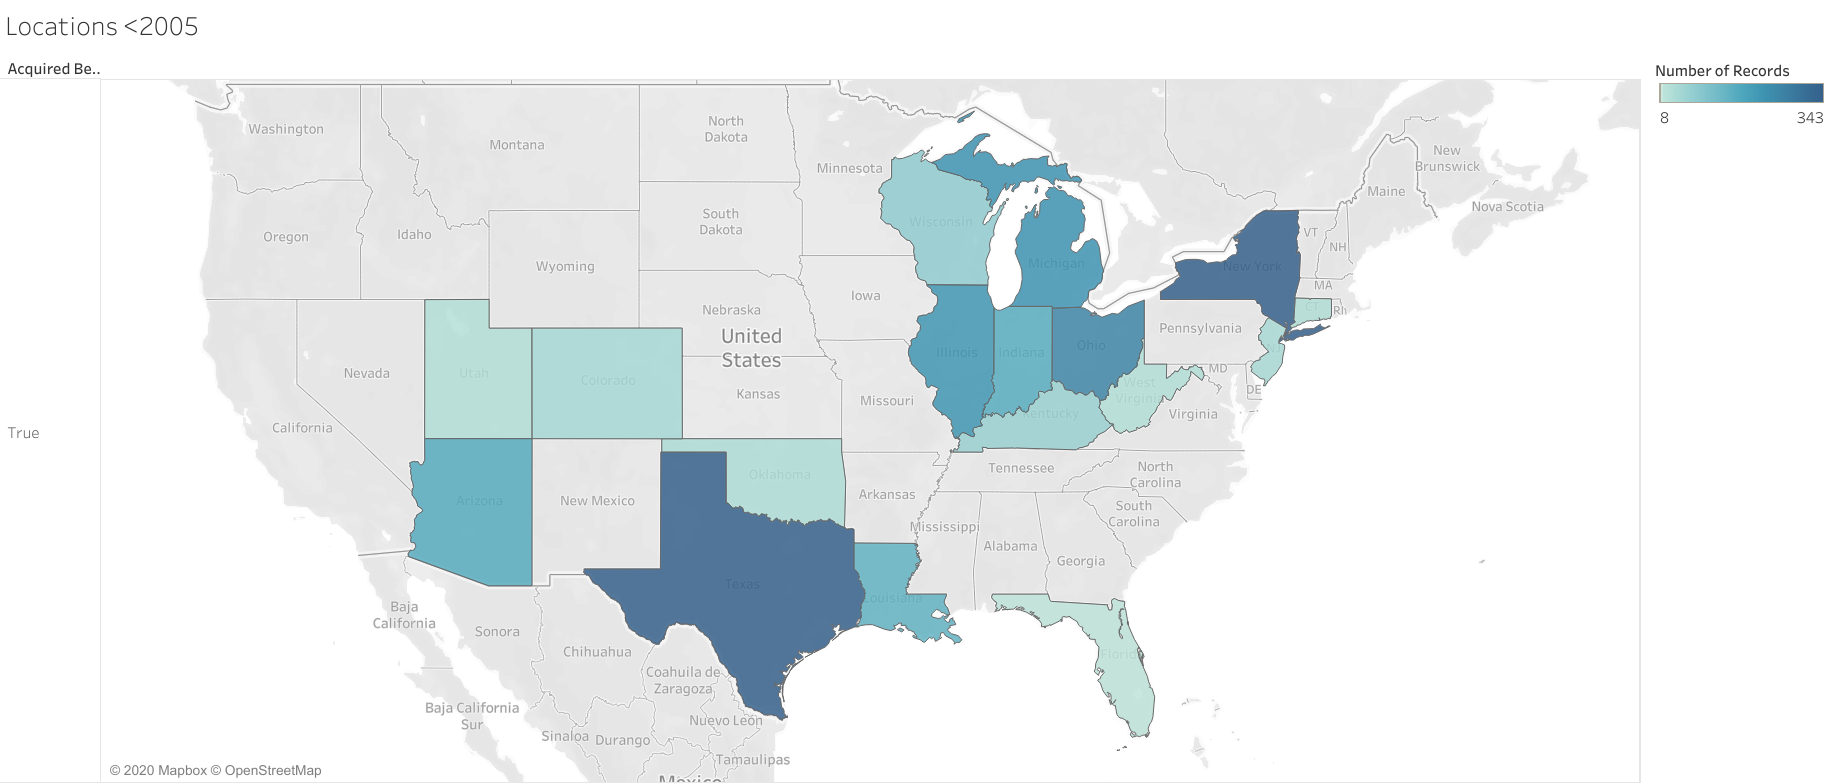 Locations <2005
Acquired Be..
Number of Records
8
343
True
Washington
Montana
North
Dakota
Minnesota
Oregon
Idaho
South
Dakota
Wyoming
Wisconsin
Michigan
New York
VT
NH
Maine
New
Brunswick
Nova Scotia
MA
CT
Rh
Nebraska
Iowa
United
States
Pennsylvania
Nevada
Utah
Colorado
Kansas
Missouri
Illinois
Indiana
Ohio
MD
DE
West
Virginia
Virginia
California
Kentucky
Tennessee
North
Carolina
Arizona
New Mexico
Oklahoma
Arkansas
South
Carolina
Mississippi
Alabama
Georgia
Texas
Louisiana
Florida
Baja
California
Sonora
Chihuahua
Coahuila de
Zaragoza
Baja California
Sur
Nuevo León
Sinaloa
Durango
Tamaulipas
Mexico
© 2020 Mapbox © OpenStreetMap